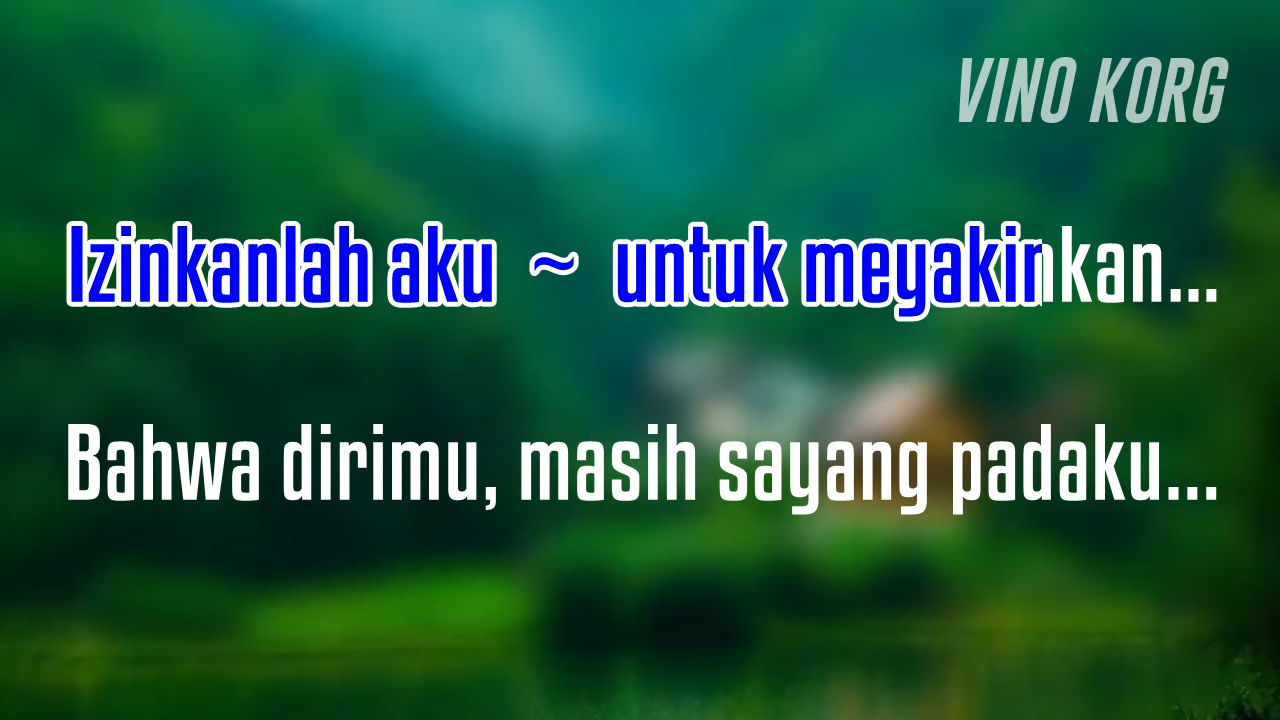 VINO KORG
Izinkanlah aku ~ untuk meyakinkan...
Bahwa dirimu, masih sayang padaku...